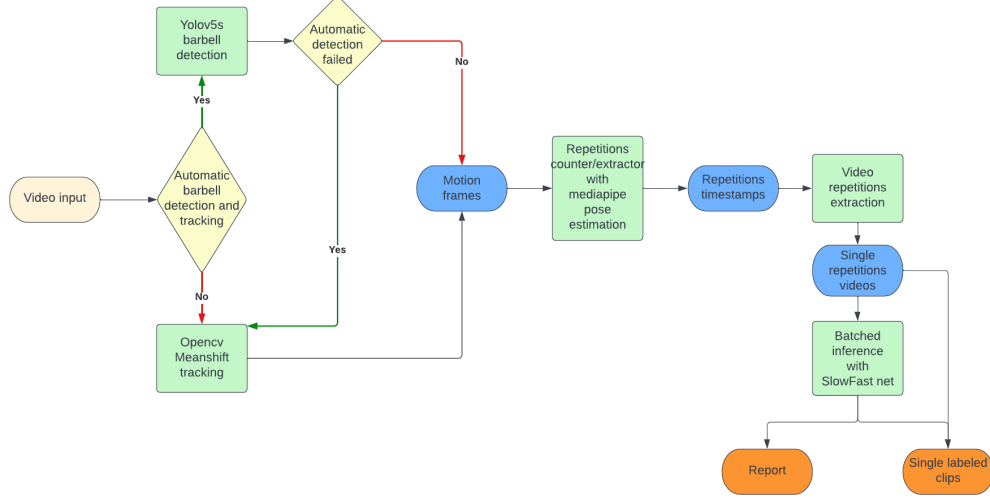 Yolov5s
barbell
detection
Automatic
detection
failed
No
Yes
Video input
Automatic
barbell
detection and
tracking
Motion
frames
Repetitions
counter/extractor
with
mediapipe
pose
estimation
Repetitions
timestamps
Video
repetitions
extraction
Yes
No
Single
repetitions
videos
Opencv
Meanshift
tracking
Batched
inference
with
SlowFast net
Report
Single labeled
clips